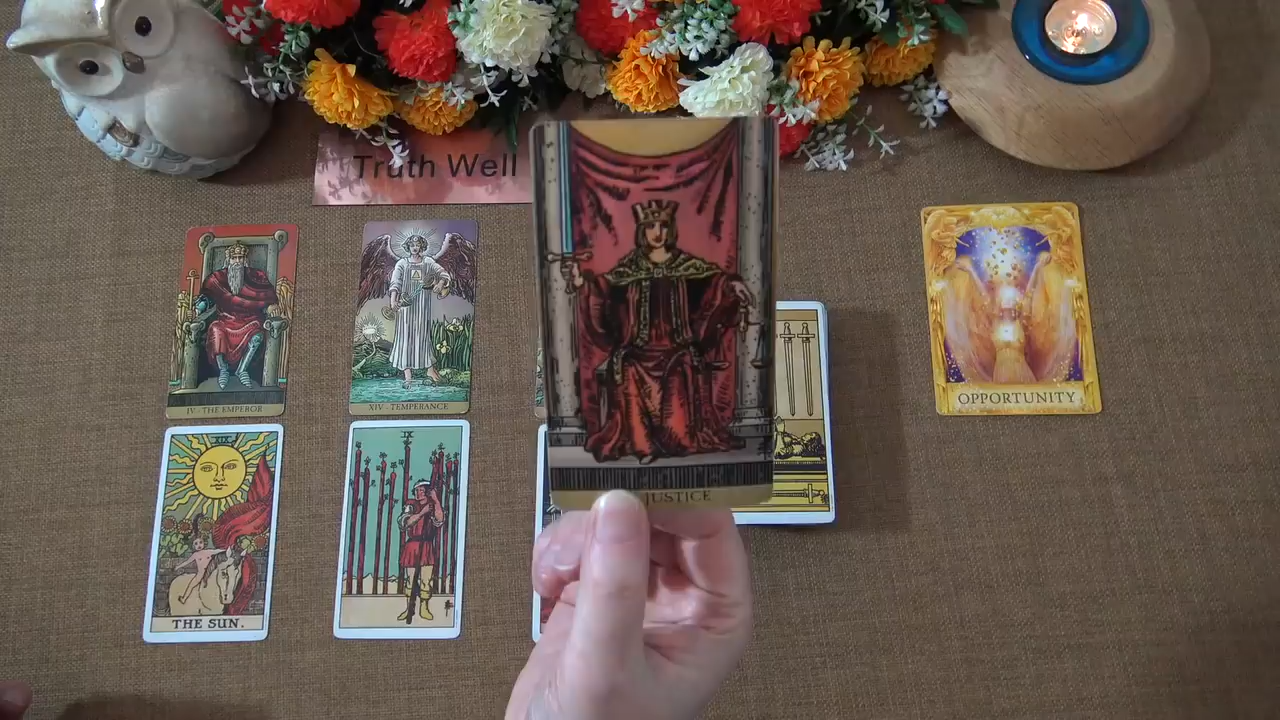 Truth Well
IV - THE EMPEROR
XIV - TEMPERANCE
JUSTICE
OPPORTUNITY
XIX
THE SUN.
IX